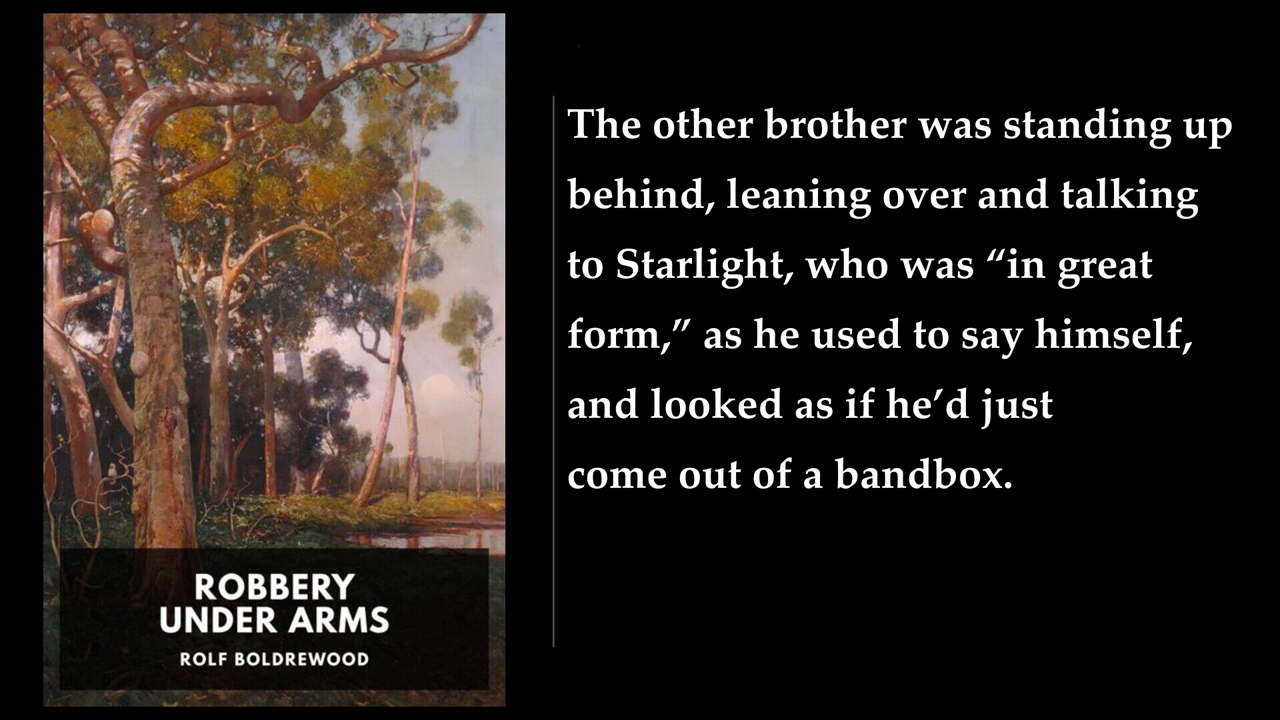 The other brother was standing up
behind, leaning over and talking
to Starlight, who was “in great
form,” as he used to say himself,
and looked as if he’d just
come out of a bandbox.
ROBBERY
UNDER ARMS
ROLF BOLDREWOOD